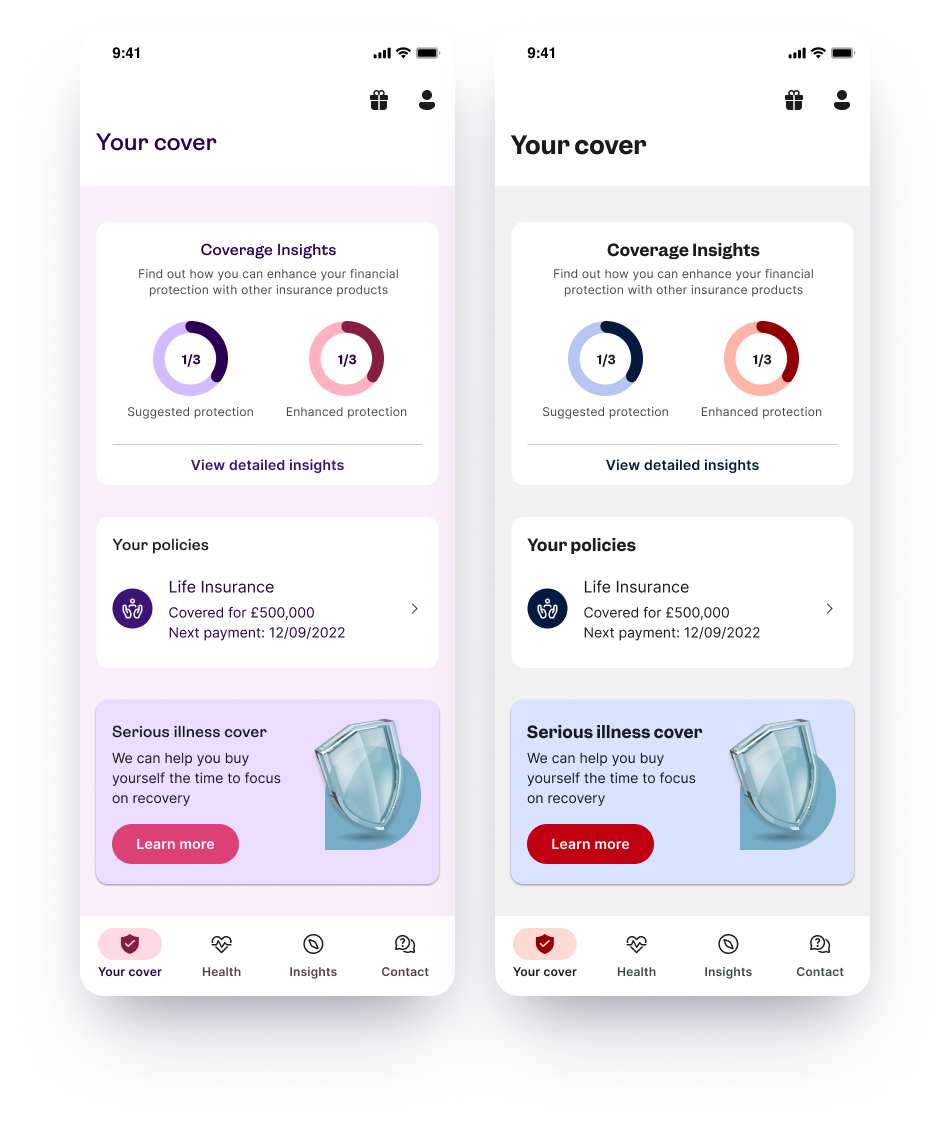 9:41
Your cover
Coverage Insights
Find out how you can enhance your financial
protection with other insurance products
1/3
1/3
Suggested protection
Enhanced protection
View detailed insights
Your policies
Life Insurance
Covered for £500,000
Next payment: 12/09/2022
Serious illness cover
We can help you buy
yourself the time to focus
on recovery
Learn more
Your cover
Health
Insights
Contact
9:41
Your cover
Coverage Insights
Find out how you can enhance your financial
protection with other insurance products
1/3
1/3
Suggested protection
Enhanced protection
View detailed insights
Your policies
Life Insurance
Covered for £500,000
Next payment: 12/09/2022
Serious illness cover
We can help you buy
yourself the time to focus
on recovery
Learn more
Your cover
Health
Insights
Contact